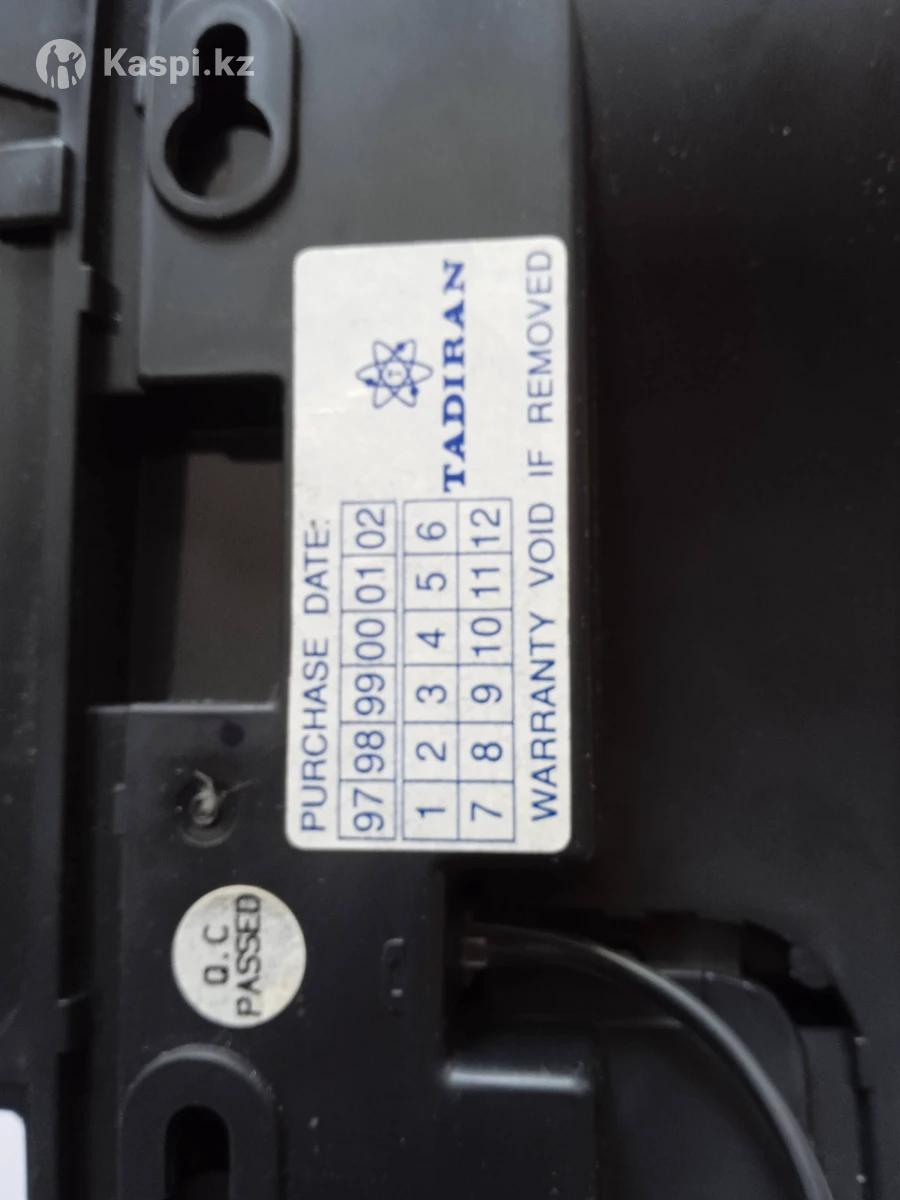 Kaspi.kz
PURCHASE DATE:
97 98 99 00 01 02
1 2 3 4 5 6
7 8 9 10 11 12
TADIRAN
WARRANTY VOID IF REMOVED
Q.C
PASSED